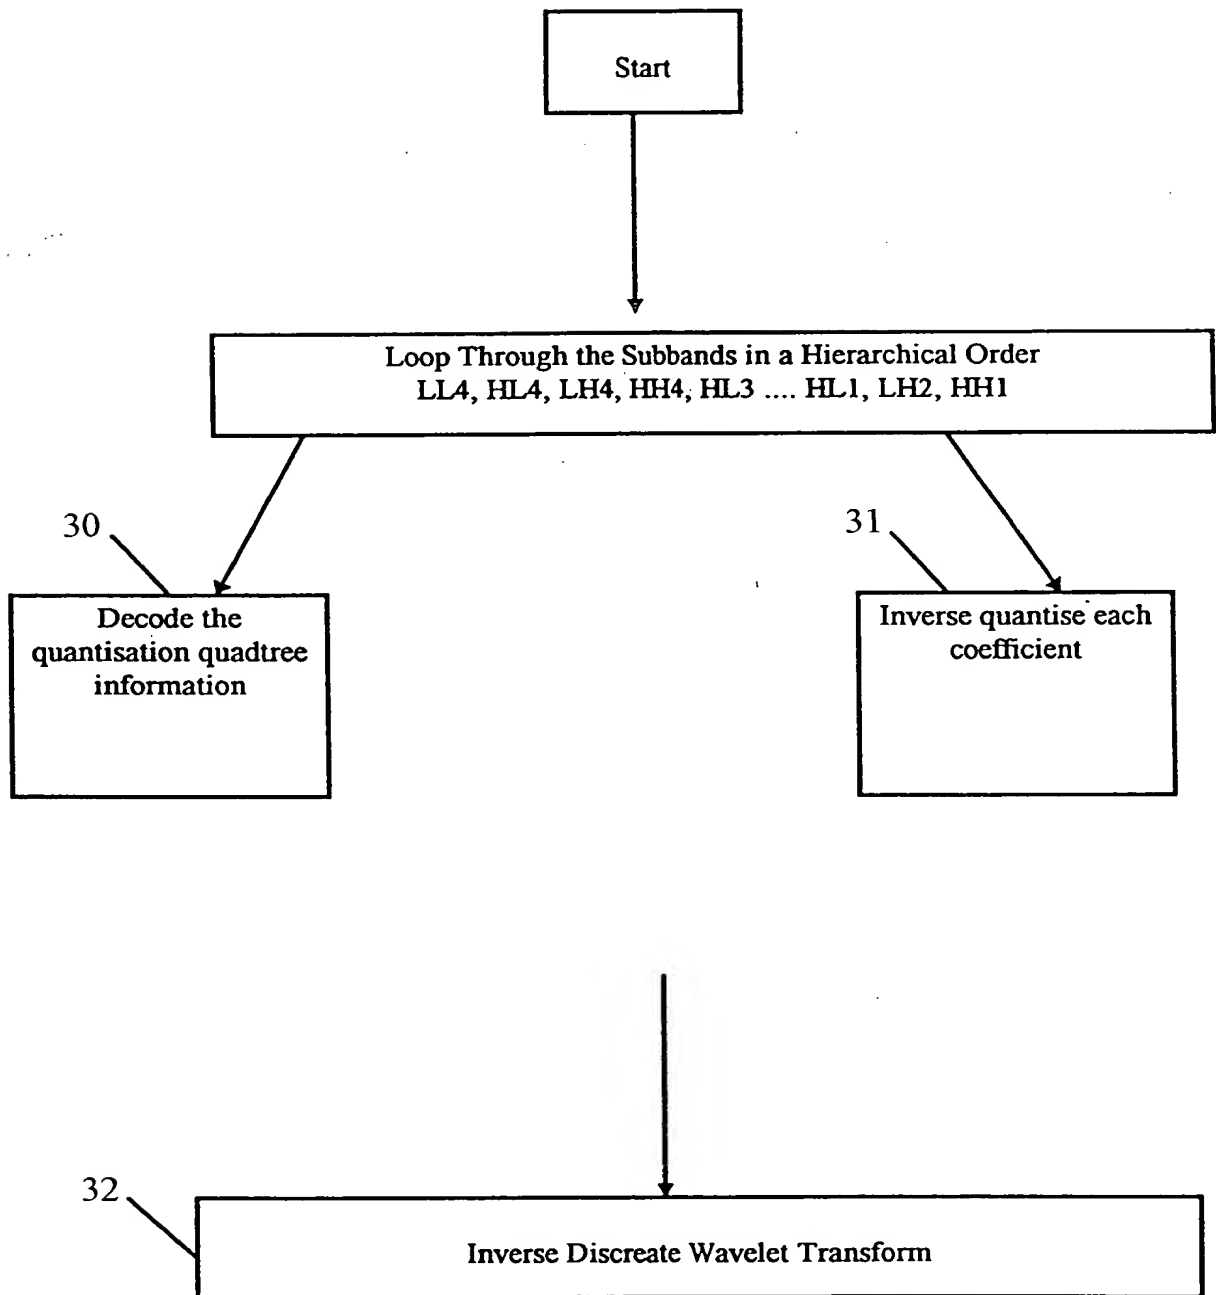 Start
Loop Through the Subbands in a Hierarchical Order
LL4, HL4, LH4, HH4, HL3 .... HL1, LH2, HH1
30
31
Decode the
quantisation quadtree
information
Inverse quantise each
coefficient
32
Inverse Discreate Wavelet Transform